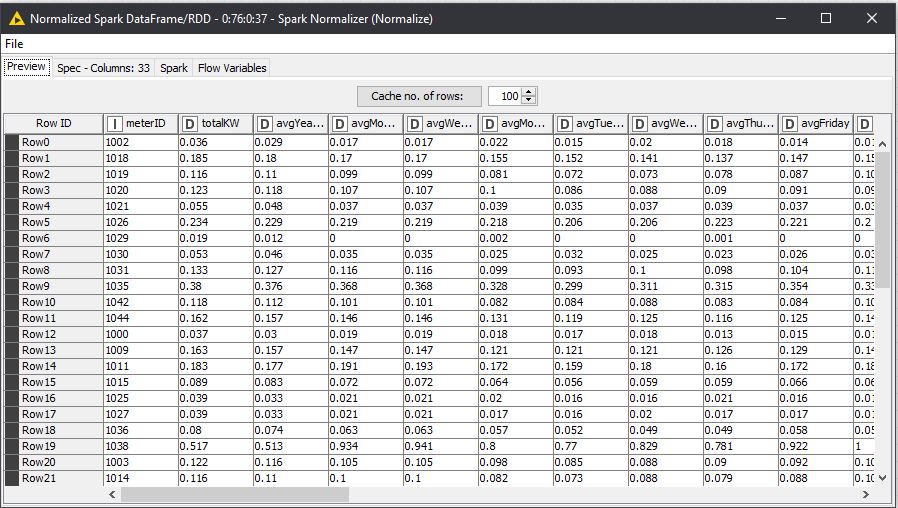 Normalized Spark DataFrame/RDD - 0:76:0:37 - Spark Normalizer (Normalize)
File
Preview Spec - Columns: 33 Spark Flow Variables
Cache no. of rows: 100
Row ID I meterID D totalKW D avgYea... D avgMo... D avgWe... D avgMo... D avgTue... D avgWe... D avgThu... D avgFriday D
Row0 1002 0.036 0.029 0.017 0.017 0.022 0.015 0.02 0.018 0.014
Row1 1018 0.185 0.18 0.17 0.17 0.155 0.152 0.141 0.137 0.147
Row2 1019 0.116 0.11 0.099 0.099 0.081 0.072 0.073 0.078 0.087
Row3 1020 0.123 0.118 0.107 0.107 0.1 0.086 0.088 0.09 0.091
Row4 1021 0.055 0.048 0.037 0.037 0.039 0.035 0.037 0.039 0.039
Row5 1026 0.234 0.229 0.219 0.219 0.218 0.206 0.206 0.223 0.221
Row6 1029 0.019 0.012 0 0 0.002 0 0 0.001 0 0
Row7 1030 0.053 0.046 0.035 0.035 0.025 0.032 0.025 0.023 0.026
Row8 1031 0.133 0.127 0.116 0.116 0.099 0.093 0.1 0.098 0.104
Row9 1035 0.38 0.376 0.368 0.368 0.328 0.299 0.311 0.315 0.354
Row10 1042 0.118 0.112 0.101 0.101 0.082 0.084 0.088 0.083 0.084
Row11 1044 0.162 0.157 0.146 0.146 0.131 0.119 0.125 0.116 0.125
Row12 1000 0.037 0.03 0.019 0.019 0.018 0.017 0.018 0.013 0.015
Row13 1009 0.163 0.157 0.147 0.147 0.121 0.121 0.121 0.126 0.129
Row14 1011 0.183 0.177 0.191 0.193 0.172 0.159 0.18 0.16 0.172
Row15 1015 0.089 0.083 0.072 0.072 0.064 0.056 0.059 0.059 0.066
Row16 1025 0.039 0.033 0.021 0.021 0.02 0.016 0.016 0.021 0.016
Row17 1027 0.039 0.033 0.021 0.021 0.017 0.016 0.02 0.017 0.017
Row18 1036 0.08 0.074 0.063 0.063 0.057 0.052 0.049 0.049 0.058
Row19 1038 0.517 0.513 0.934 0.941 0.8 0.77 0.829 0.781 0.922 1
Row20 1003 0.122 0.116 0.105 0.105 0.098 0.085 0.088 0.09 0.092
Row21 1014 0.116 0.11 0.1 0.1 0.082 0.073 0.088 0.079 0.088